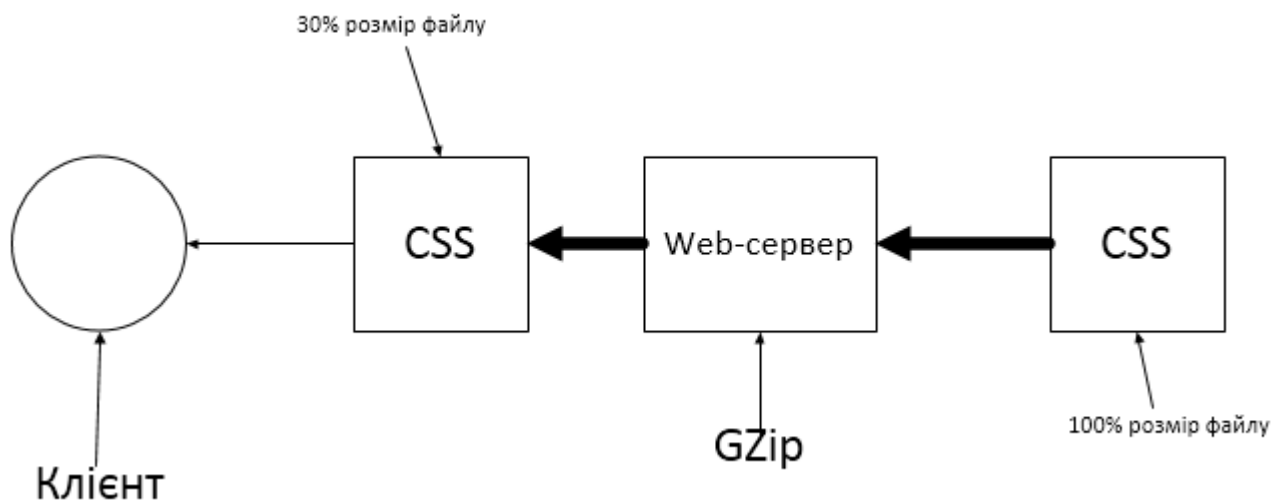 30% розмір файлу
CSS
Web-сервер
CSS
100% розмір файлу
GZip
Клієнт